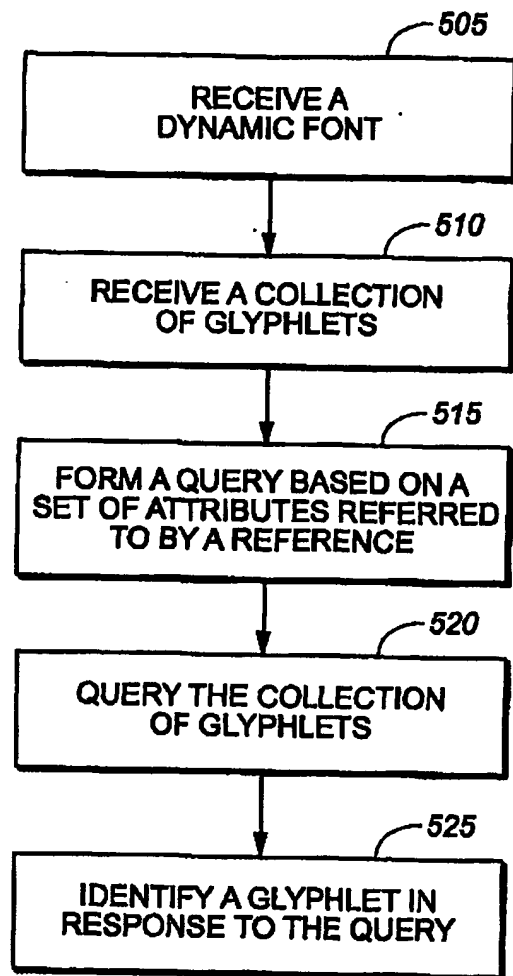 505
RECEIVE A
DYNAMIC FONT
510
RECEIVE A COLLECTION
OF GLYPHLETS
515
FORM A QUERY BASED ON A
SET OF ATTRIBUTES REFERRED
TO BY A REFERENCE
520
QUERY THE COLLECTION
OF GLYPHLETS
525
IDENTIFY A GLYPHLET IN
RESPONSE TO THE QUERY